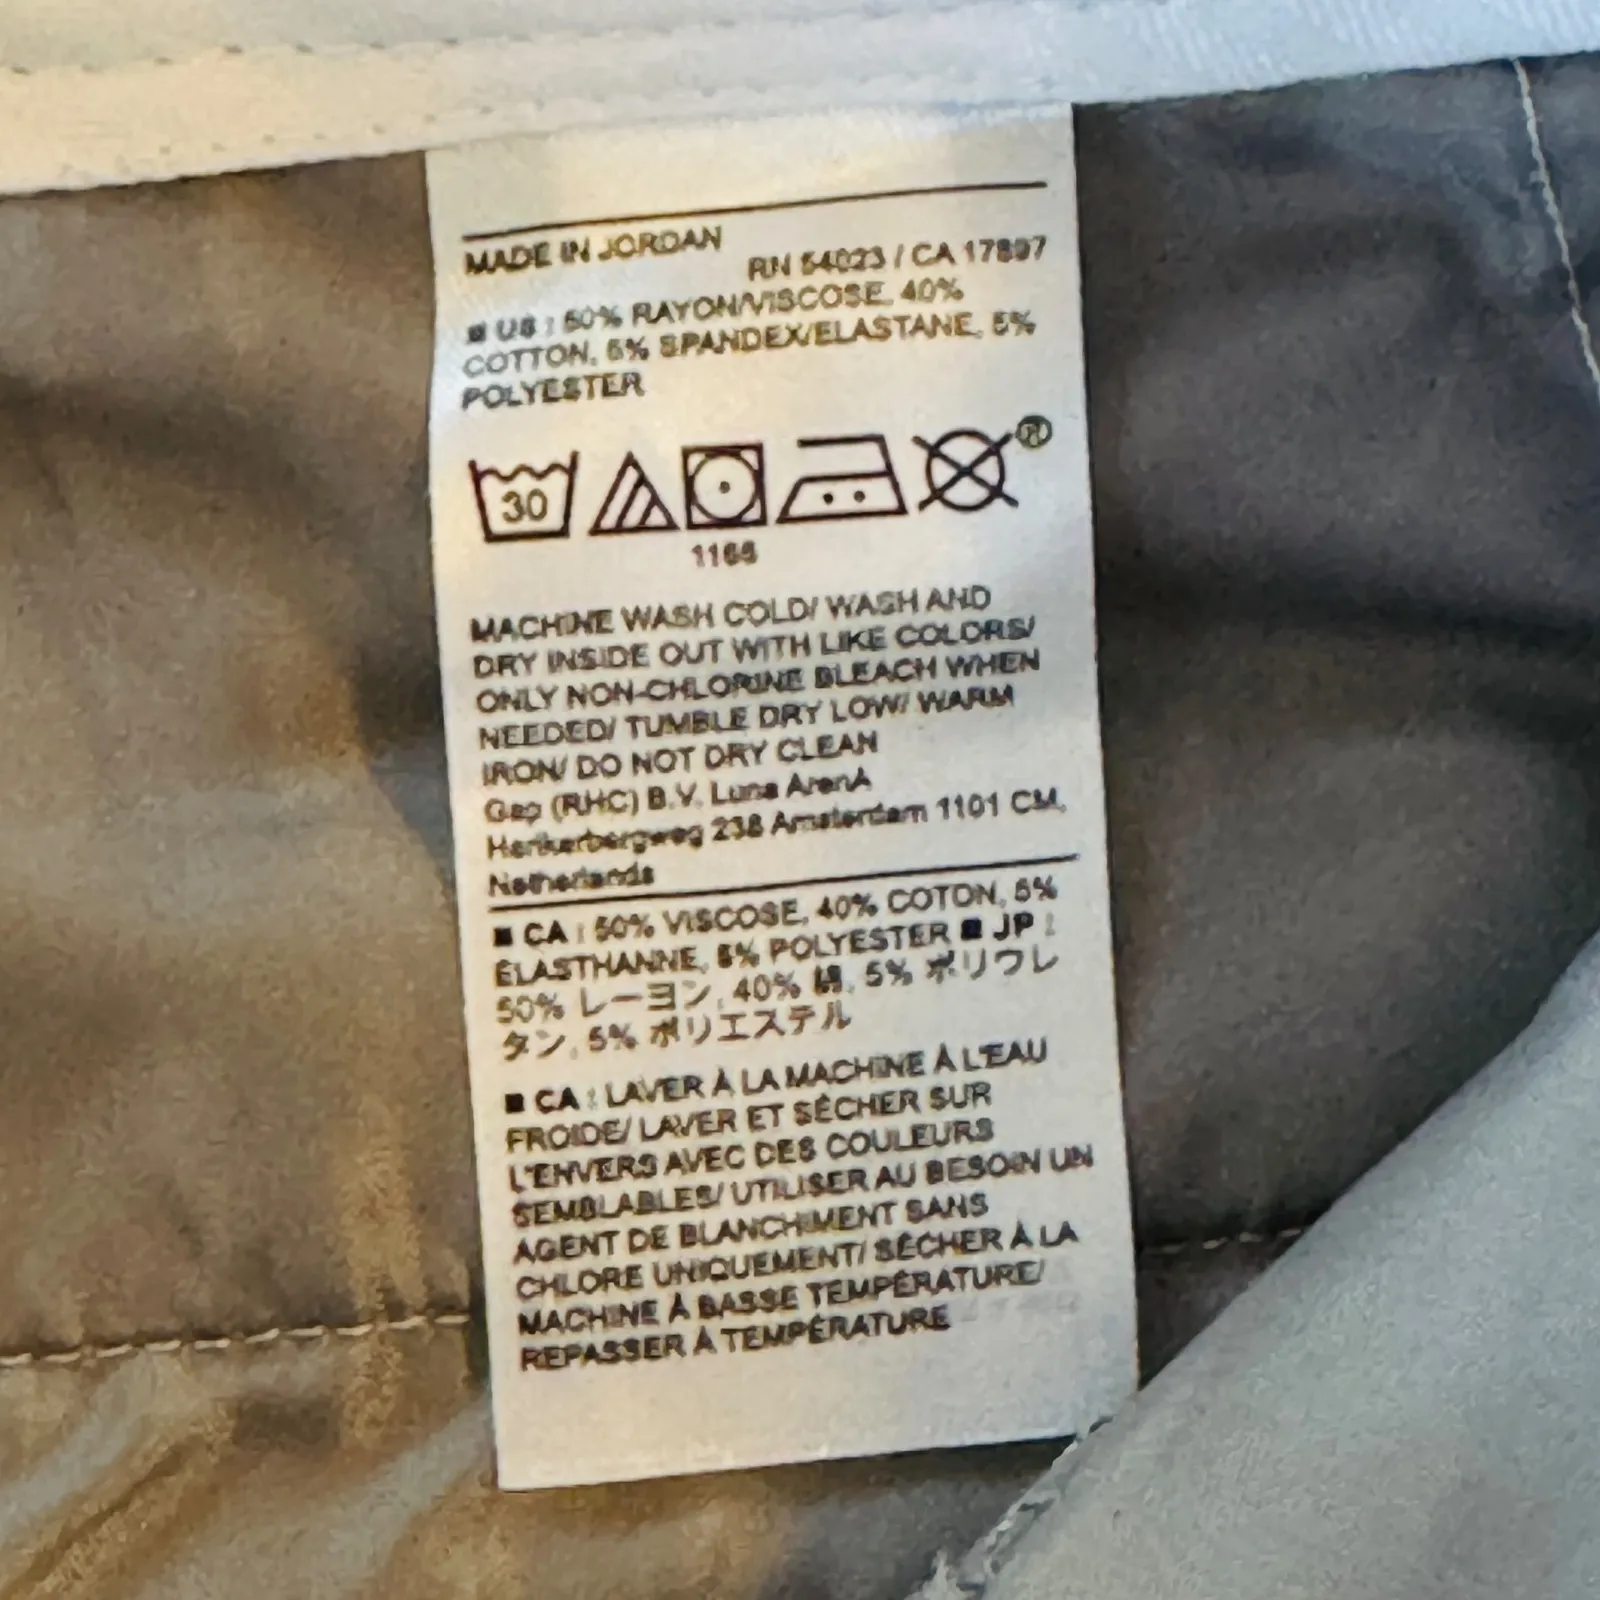 MADE IN JORDAN
RN 54023 / CA 17897
■ US : 50% RAYON/VISCOSE, 40%
COTTON, 5% SPANDEX/ELASTANE, 5%
POLYESTER
30
®
1166
MACHINE WASH COLD/ WASH AND
DRY INSIDE OUT WITH LIKE COLORS/
ONLY NON-CHLORINE BLEACH WHEN
NEEDED/ TUMBLE DRY LOW/ WARM
IRON/ DO NOT DRY CLEAN
Gap (RHC) B.V. Luna ArenA
Herikerbergweg 238 Amsterdam 1101 CM,
Netherlands
■ CA : 50% VISCOSE, 40% COTON, 5%
ÉLASTHANNE, 5% POLYESTER ■ JP :
50% レーヨン, 40% 綿, 5% ポリウレ
タン, 5% ポリエステル
■ CA : LAVER À LA MACHINE À L'EAU
FROIDE/ LAVER ET SÉCHER SUR
L'ENVERS AVEC DES COULEURS
SEMBLABLES/ UTILISER AU BESOIN UN
AGENT DE BLANCHIMENT SANS
CHLORE UNIQUEMENT/ SÉCHER À LA
MACHINE À BASSE TEMPÉRATURE/
REPASSER À TEMPÉRATURE